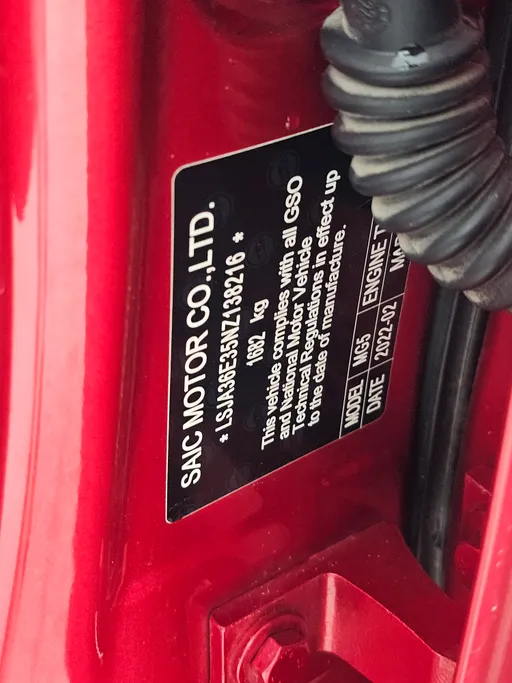 SAIC MOTOR CO.,LTD.
* LSJA36E35NZ138216 *
1682 kg
This vehicle complies with all GSO
and National Motor Vehicle
Technical Regulations in effect up
to the date of manufacture.
MODEL MG5 ENGINE
DATE 2022-02